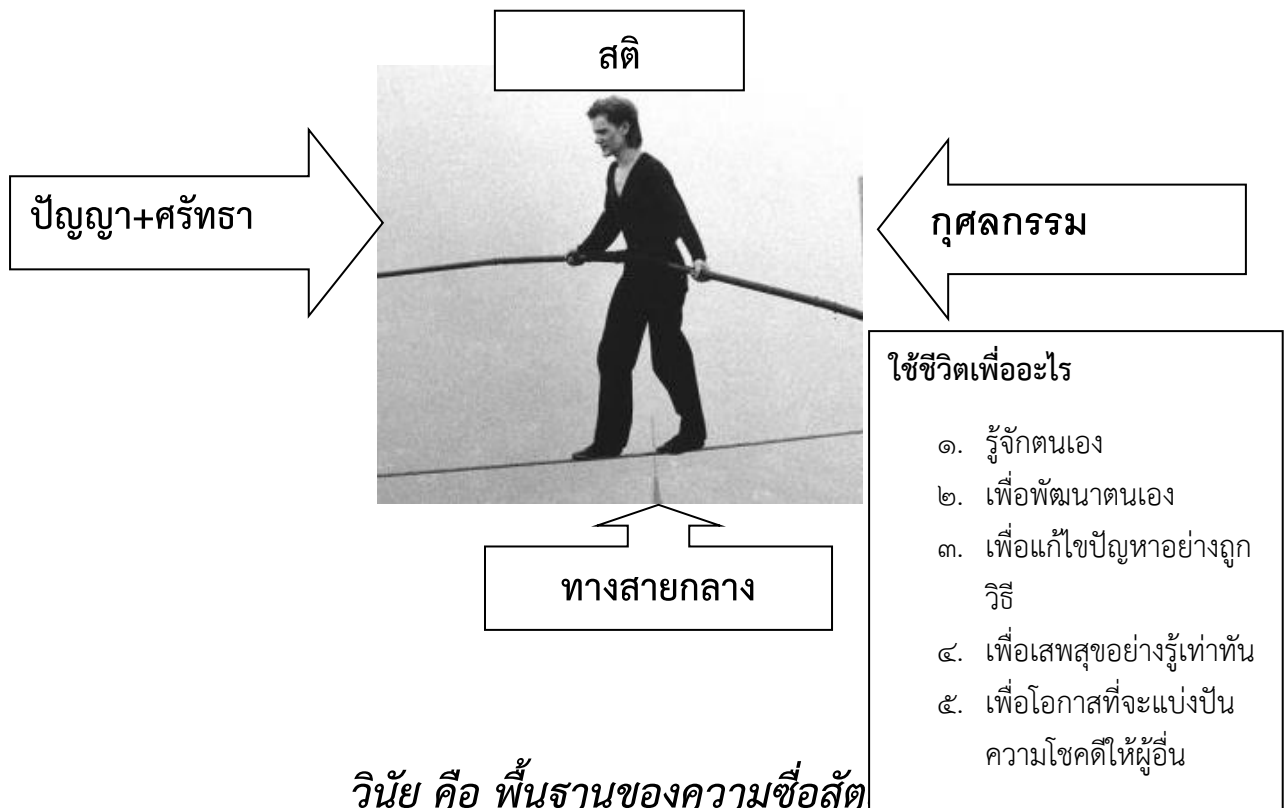 สติ
ปัญญา+ศรัทธา
กุศลกรรม
ทางสายกลาง
ใช้ชีวิตเพื่ออะไร
๑. รู้จักตนเอง
๒. เพื่อพัฒนาตนเอง
๓. เพื่อแก้ไขปัญหาอย่างถูก
วิธี
๔. เพื่อเสพสุขอย่างรู้เท่าทัน
๕. เพื่อโอกาสที่จะแบ่งปัน
ความโชคดีให้ผู้อื่น
วินัย คือ พื้นฐานของความซื่อสัต